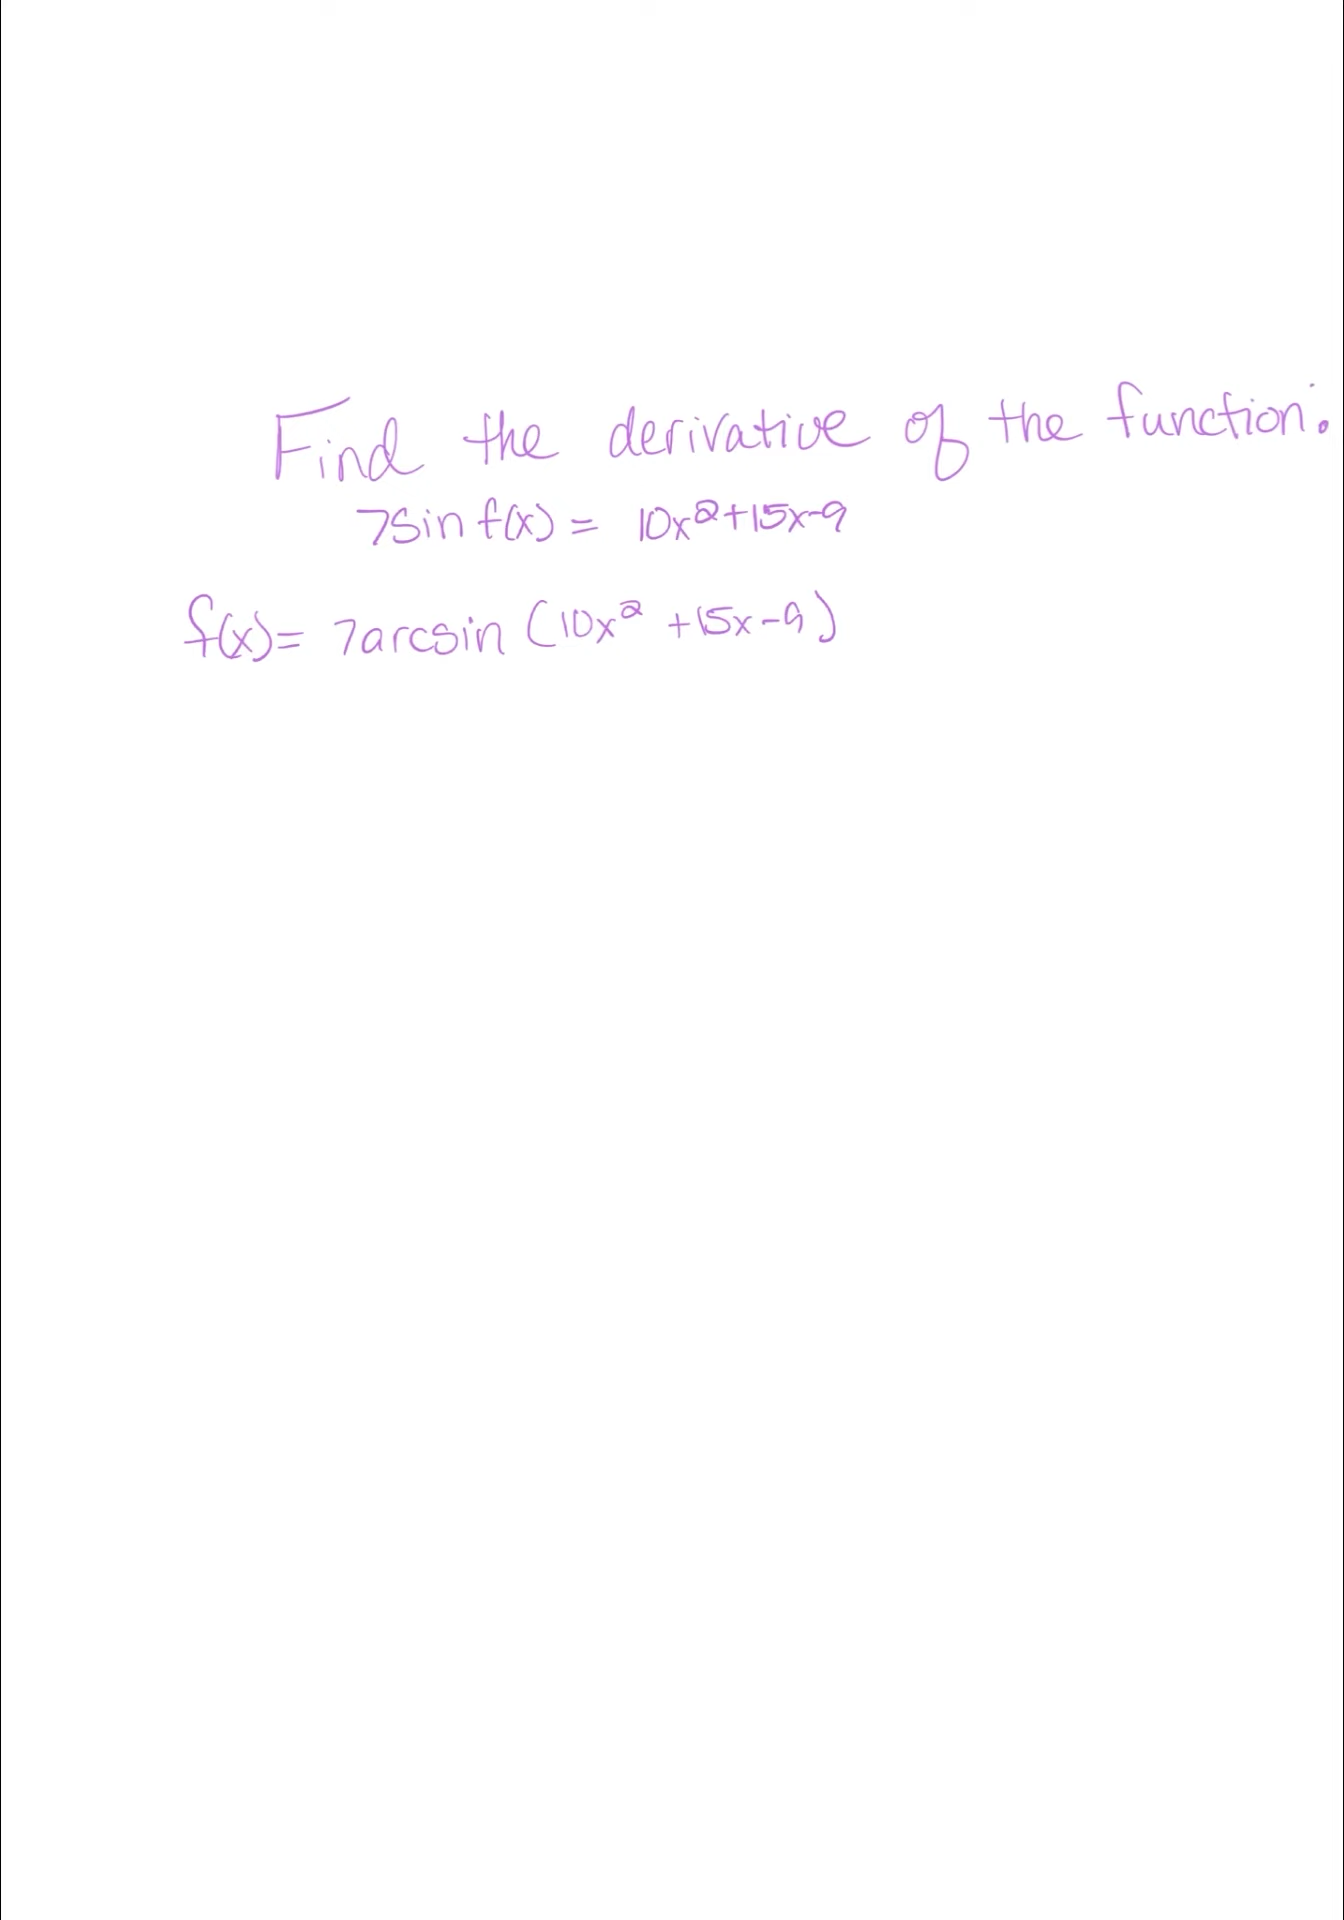 Find the derivative of the function:
7sin f(x) = 10x²+15x-9
f(x)= 7arcsin (10x² +15x-9)